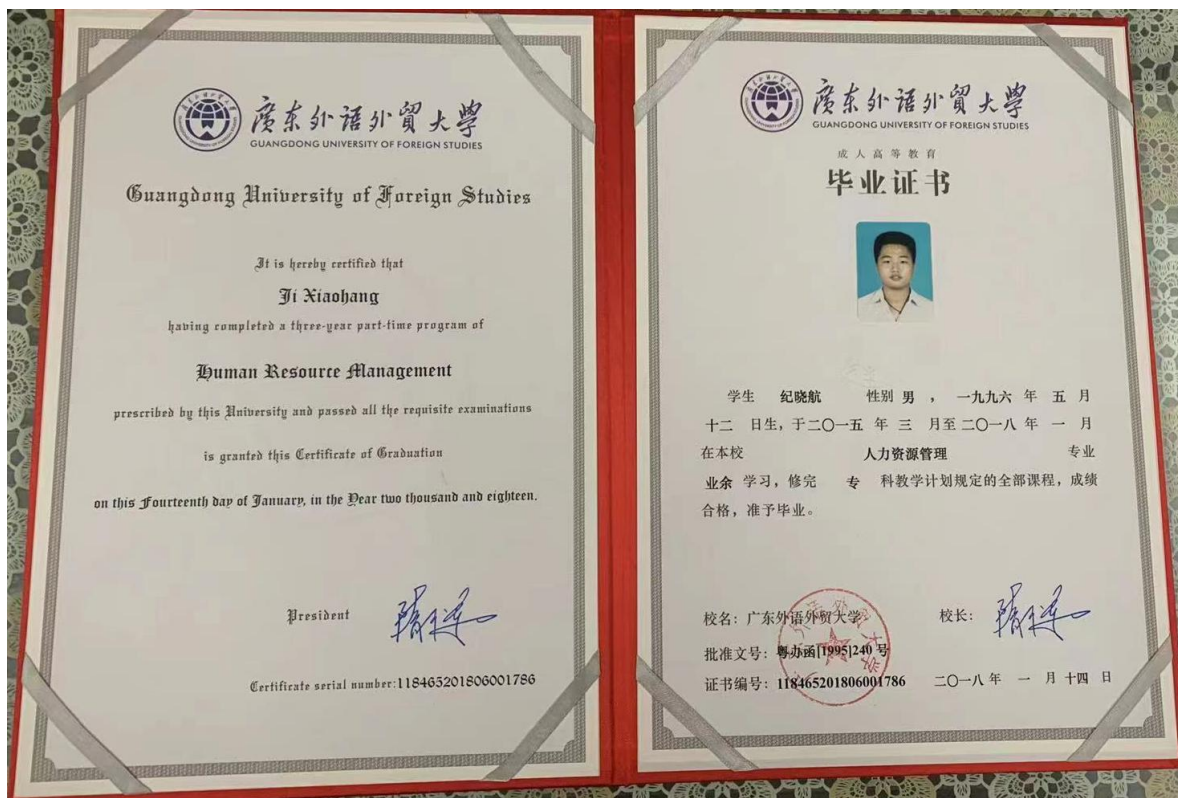 廣东外语外貿大學
GUANGDONG UNIVERSITY OF FOREIGN STUDIES
Guangdong University of Foreign Studies
It is hereby certified that
Ji Xiaohang
having completed a three-year part-time program of
Human Resource Management
prescribed by this University and passed all the requisite examinations
is granted this Certificate of Graduation
on this Fourteenth day of January, in the Year two thousand and eighteen.
President
Certificate serial number:118465201806001786
廣东外语外貿大學
GUANGDONG UNIVERSITY OF FOREIGN STUDIES
成人高等教育
毕业证书
学生 纪晓航 性别 男 ， 一九九六 年 五 月
十二 日生，于二〇一五 年 三 月至二〇一八 年 一 月
在本校 人力资源管理 专业
业余 学习，修完 专 科教学计划规定的全部课程，成绩
合格，准予毕业。
校名：广东外语外贸大学 校长：
批准文号：粤办函[1995]240 号
证书编号：118465201806001786 二〇一八 年 一 月 十四 日